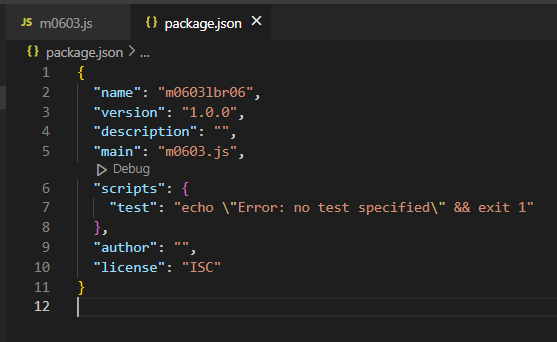 JS m0603.js
{} package.json ×
{} package.json > ...
1 {
2 "name": "m0603lbr06",
3 "version": "1.0.0",
4 "description": "",
5 "main": "m0603.js",
Debug
6 "scripts": {
7 "test": "echo \"Error: no test specified\" && exit 1"
8 },
9 "author": "",
10 "license": "ISC"
11 }
12